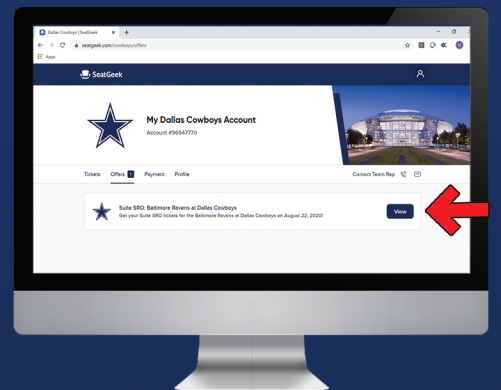 Dallas Cowboys | SeatGeek
seatgeek.com/cowboys/offers
Apps
SeatGeek
My Dallas Cowboys Account
Account #96547770
Tickets Offers 1 Payment Profile Contact Team Rep
Suite SRO: Baltimore Ravens at Dallas Cowboys
Get your Suite SRO tickets for the Baltimore Ravens at Dallas Cowboys on August 22, 2020!
View